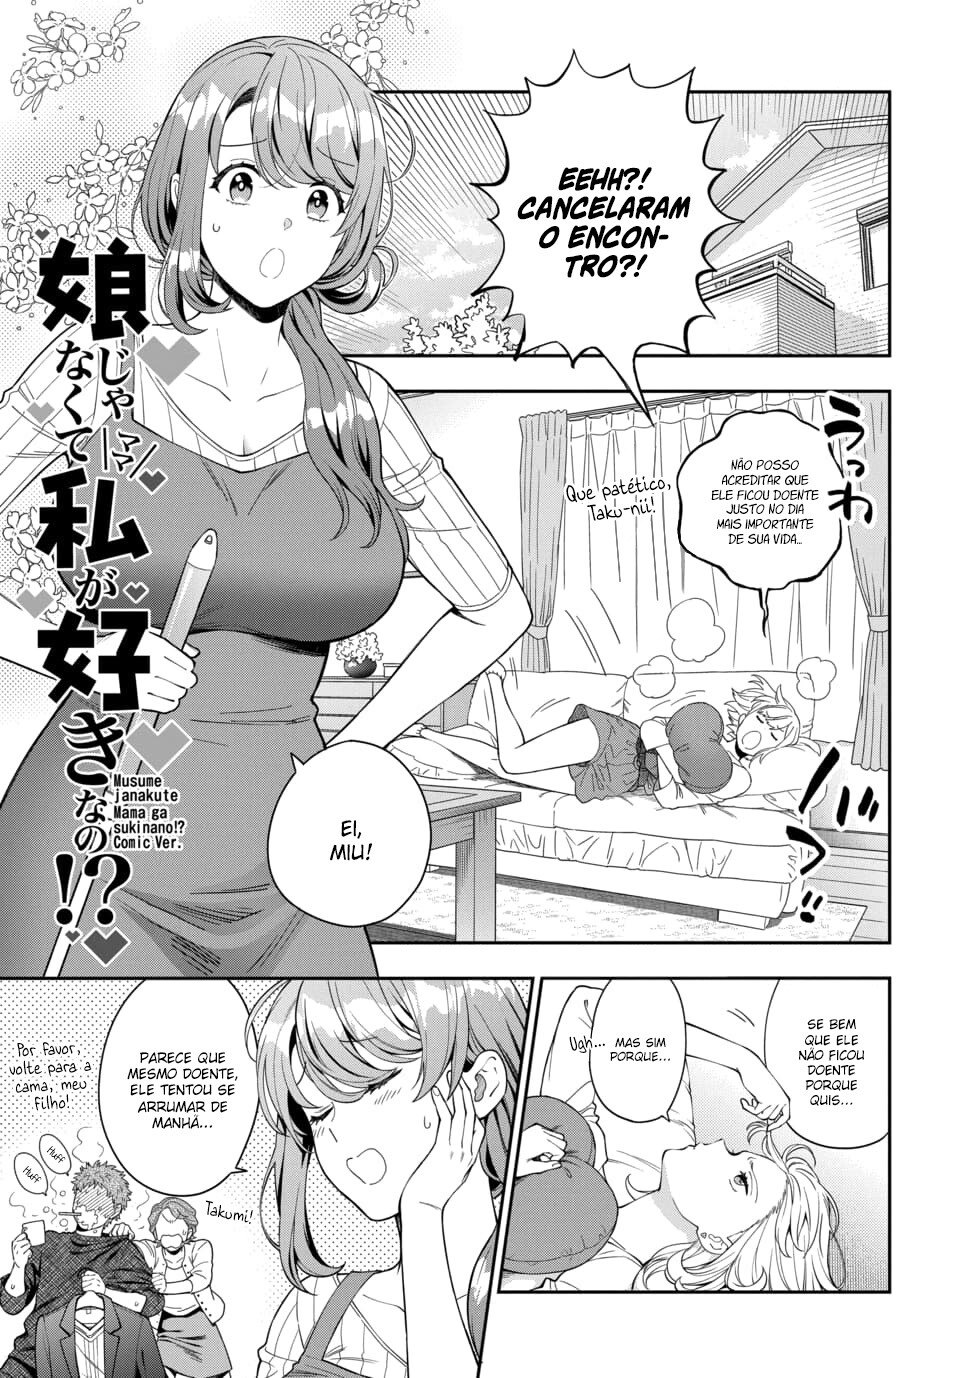 EEHH?!
CANCELARAM
O ENCON-
TRO?!
NÃO POSSO
ACREDITAR QUE
ELE FICOU DOENTE
JUSTO NO DIA
MAIS IMPORTANTE
DE SUA VIDA...
Que patético,
Taku-nii!
うっわ
娘じゃ
なくて
私が
ママ
好きなの!?
Musume
janakute
Mama ga
sukinano!?
Comic Ver.
EI,
MIU!
SE BEM
QUE ELE
NÃO FICOU
DOENTE
PORQUE
QUIS...
MAS SIM
PORQUE...
Ugh...
PARECE QUE
MESMO DOENTE,
ELE TENTOU SE
ARRUMAR DE
MANHÃ...
Por favor,
volte para a
cama, meu
filho!
Huff
Huff
Takumi!